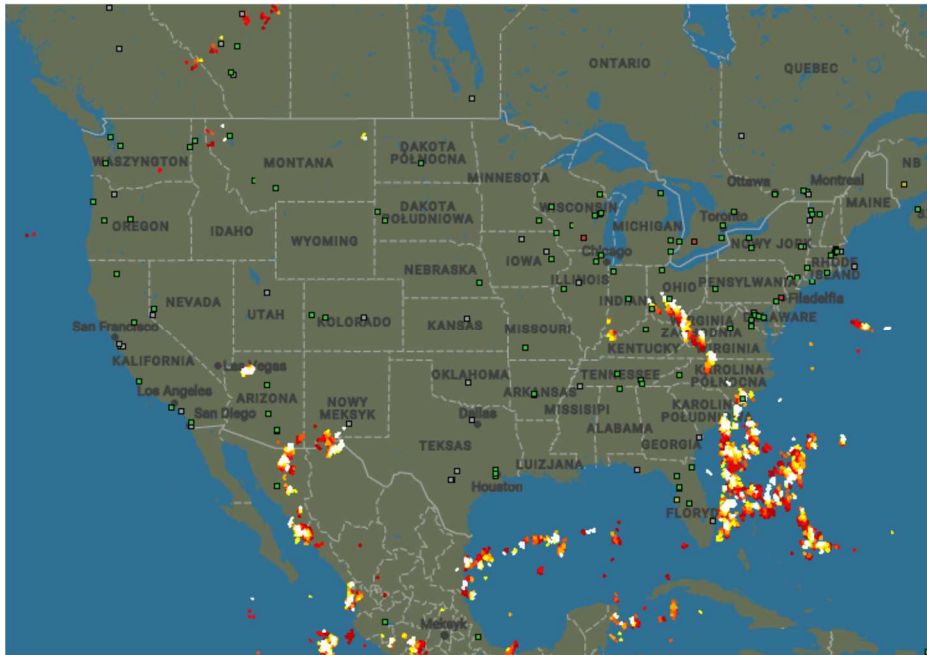 ONTARIO
QUEBEC
WASZYNGTON
MONTANA
DAKOTA
PÓŁNOCNA
MINNESOTA
NB
Ottawa
Montreal
MAINE
OREGON
IDAHO
DAKOTA
POŁUDNIOWA
WISCONSIN
MICHIGAN
Toronto
WYOMING
NOWY JORK
IOWA
Chicago
RHODE
ISLAND
NEBRASKA
ILLINOIS
PENSYLWANIA
NEVADA
UTAH
INDIANA
OHIO
Filadelfia
San Francisco
KOLORADO
KANSAS
MISSOURI
DELAWARE
WIRGINIA
ZACHODNIA
KALIFORNIA
KENTUCKY
WIRGINIA
Las Vegas
OKLAHOMA
TENNESSEE
KAROLINA
PÓŁNOCNA
Los Angeles
ARIZONA
NOWY
MEKSYK
ARKANSAS
MISSISIPI
KAROLINA
POŁUDNIOWA
San Diego
Dallas
ALABAMA
GEORGIA
TEKSAS
LUIZJANA
Houston
FLORYDA
Meksyk